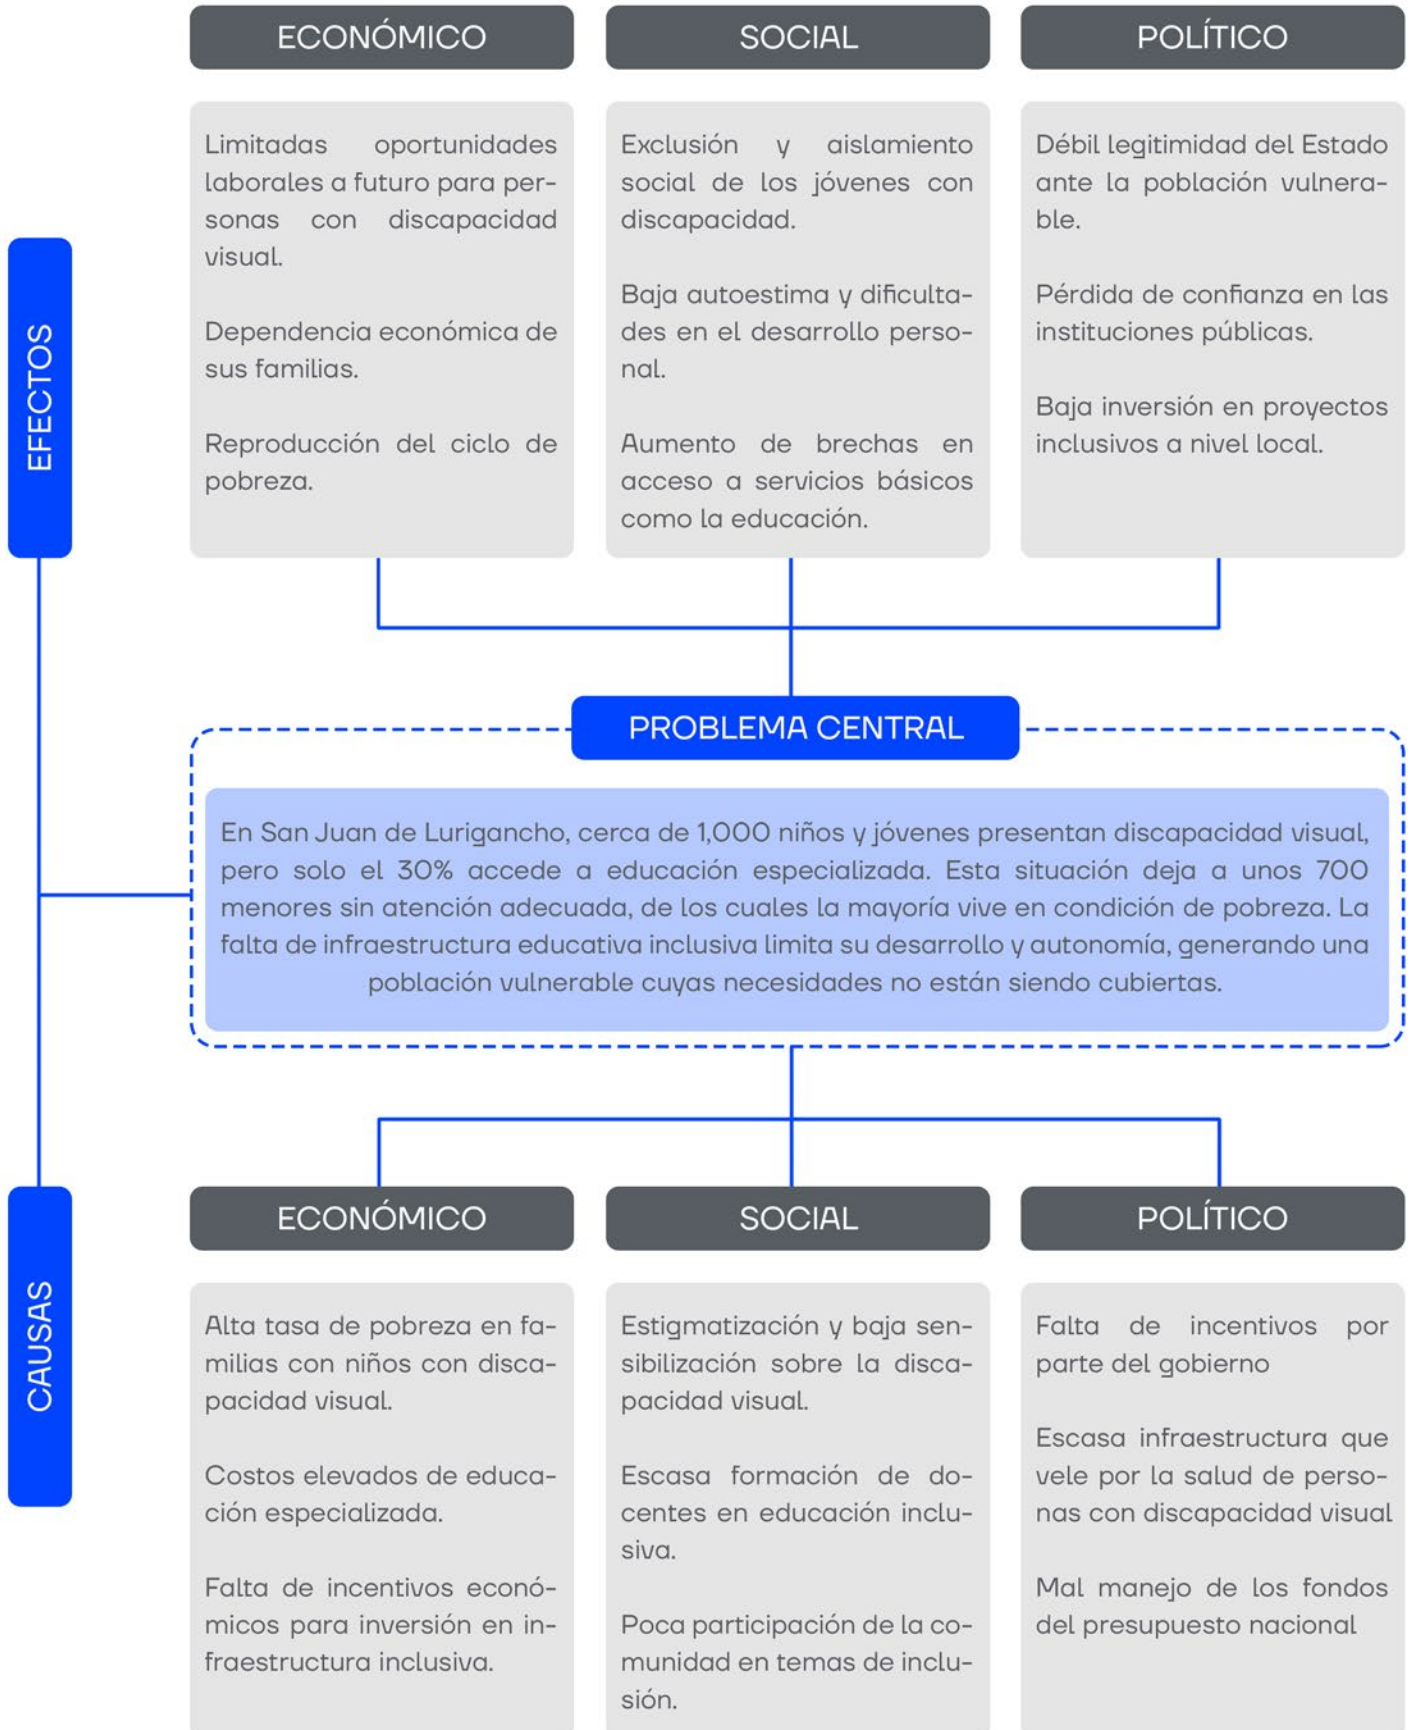 ECONÓMICO
Limitadas oportunidades
laborales a futuro para per-
sonas con discapacidad
visual.
Dependencia económica de
sus familias.
Reproducción del ciclo de
pobreza.
SOCIAL
Exclusión y aislamiento
social de los jóvenes con
discapacidad.
Baja autoestima y dificulta-
des en el desarrollo perso-
nal.
Aumento de brechas en
acceso a servicios básicos
como la educación.
POLÍTICO
Débil legitimidad del Estado
ante la población vulnera-
ble.
Pérdida de confianza en las
instituciones públicas.
Baja inversión en proyectos
inclusivos a nivel local.
EFECTOS
PROBLEMA CENTRAL
En San Juan de Lurigancho, cerca de 1,000 niños y jóvenes presentan discapacidad visual,
pero solo el 30% accede a educación especializada. Esta situación deja a unos 700
menores sin atención adecuada, de los cuales la mayoría vive en condición de pobreza. La
falta de infraestructura educativa inclusiva limita su desarrollo y autonomía, generando una
población vulnerable cuyas necesidades no están siendo cubiertas.
CAUSAS
ECONÓMICO
Alta tasa de pobreza en fa-
milias con niños con disca-
pacidad visual.
Costos elevados de educa-
ción especializada.
Falta de incentivos econó-
micos para inversión en in-
fraestructura inclusiva.
SOCIAL
Estigmatización y baja sen-
sibilización sobre la disca-
pacidad visual.
Escasa formación de do-
centes en educación inclu-
siva.
Poca participación de la co-
munidad en temas de inclu-
sión.
POLÍTICO
Falta de incentivos por
parte del gobierno
Escasa infraestructura que
vele por la salud de perso-
nas con discapacidad visual
Mal manejo de los fondos
del presupuesto nacional